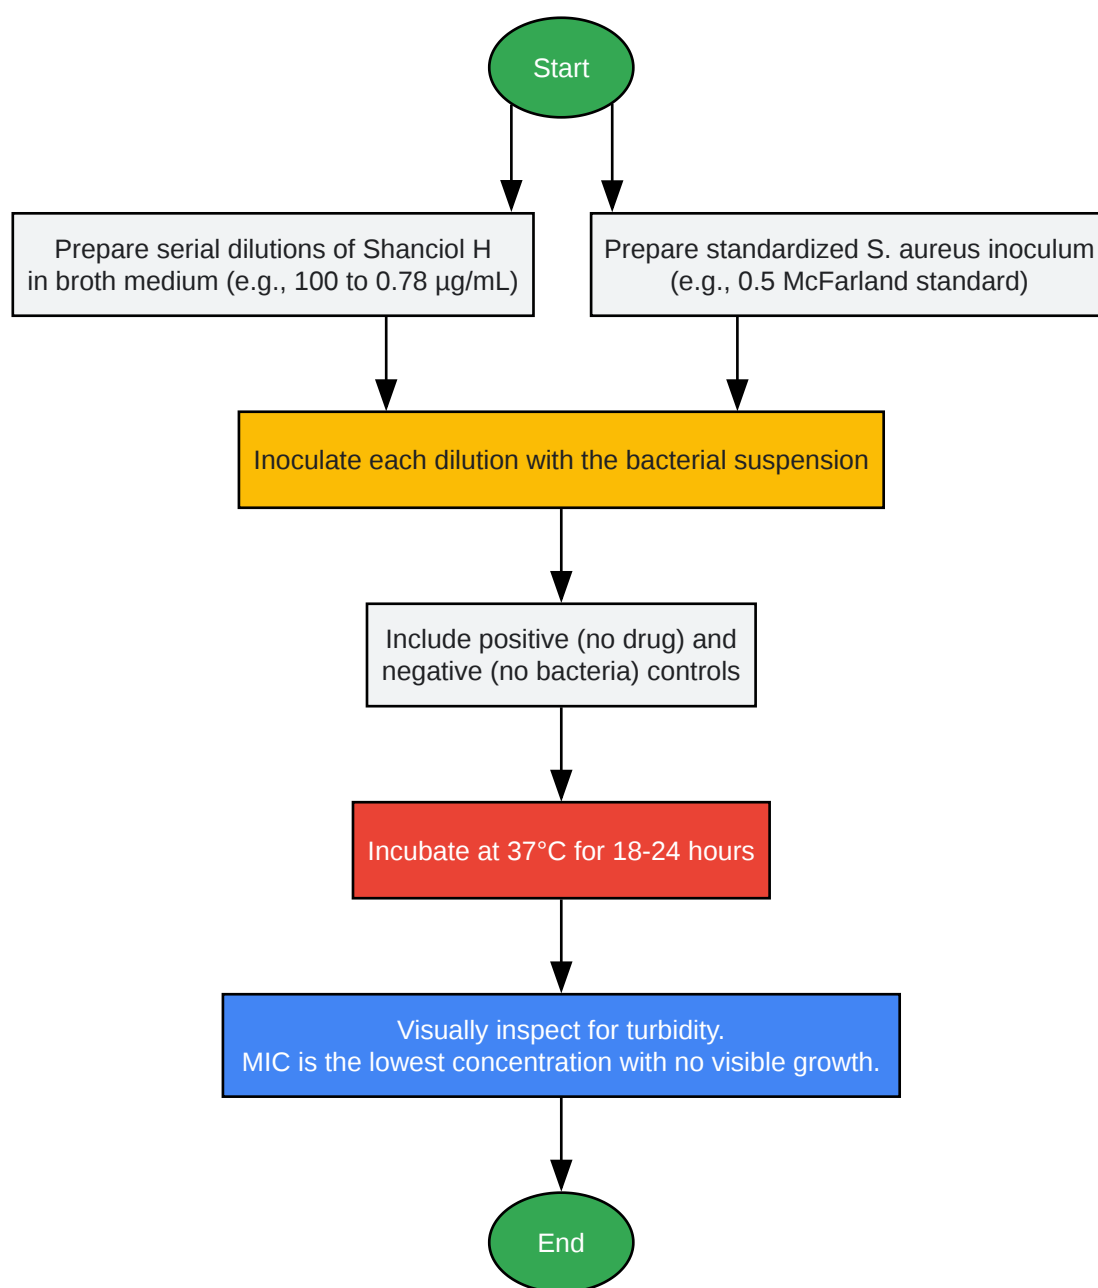 Start
Prepare serial dilutions of Shanciol H
in broth medium (e.g., 100 to 0.78 µg/mL)
Prepare standardized S. aureus inoculum
(e.g., 0.5 McFarland standard)
Inoculate each dilution with the bacterial suspension
Include positive (no drug) and
negative (no bacteria) controls
Incubate at 37°C for 18-24 hours
Visually inspect for turbidity.
MIC is the lowest concentration with no visible growth.
End